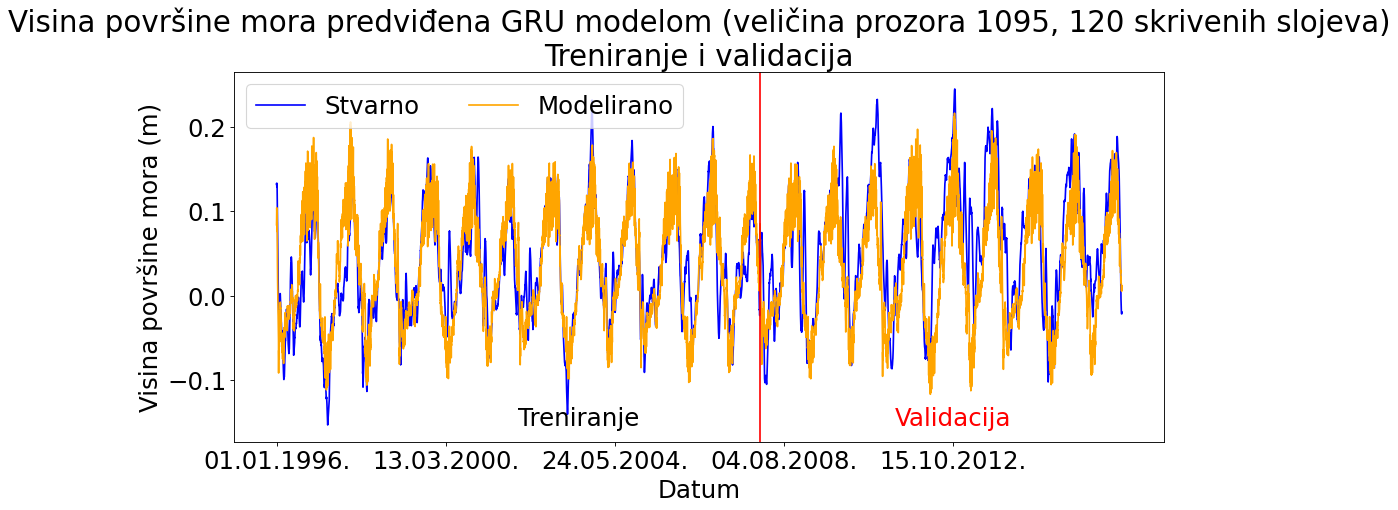 Visina površine mora predviđena GRU modelom (veličina prozora 1095, 120 skrivenih slojeva)
Treniranje i validacija
Stvarno
Modelirano
Visina površine mora (m)
0.2
0.1
0.0
−0.1
Treniranje
Validacija
01.01.1996.
13.03.2000.
24.05.2004.
04.08.2008.
15.10.2012.
Datum